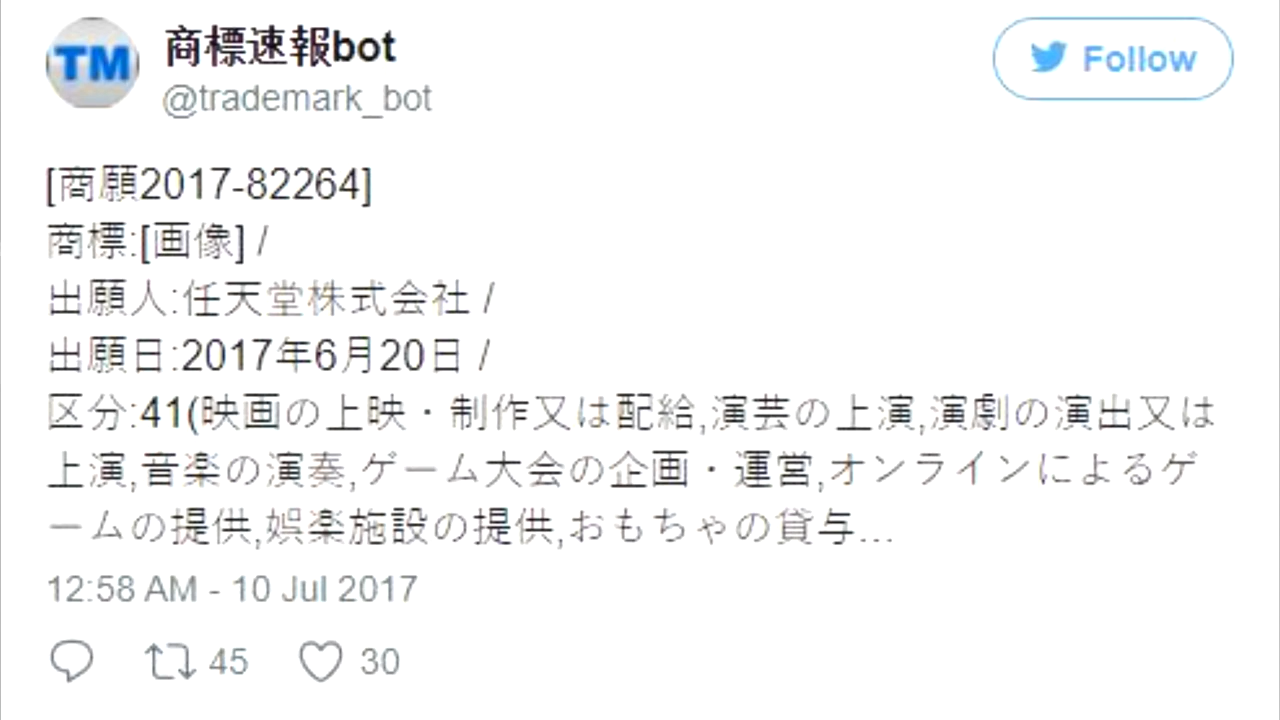 TM
商標速報bot
@trademark_bot
Follow
[商願2017-82264]
商標:[画像] /
出願人:任天堂株式会社 /
出願日:2017年6月20日 /
区分:41(映画の上映・制作又は配給,演芸の上演,演劇の演出又は
上演,音楽の演奏,ゲーム大会の企画・運営,オンラインによるゲ
ームの提供,娯楽施設の提供,おもちゃの貸与...
12:58 AM - 10 Jul 2017
45
30